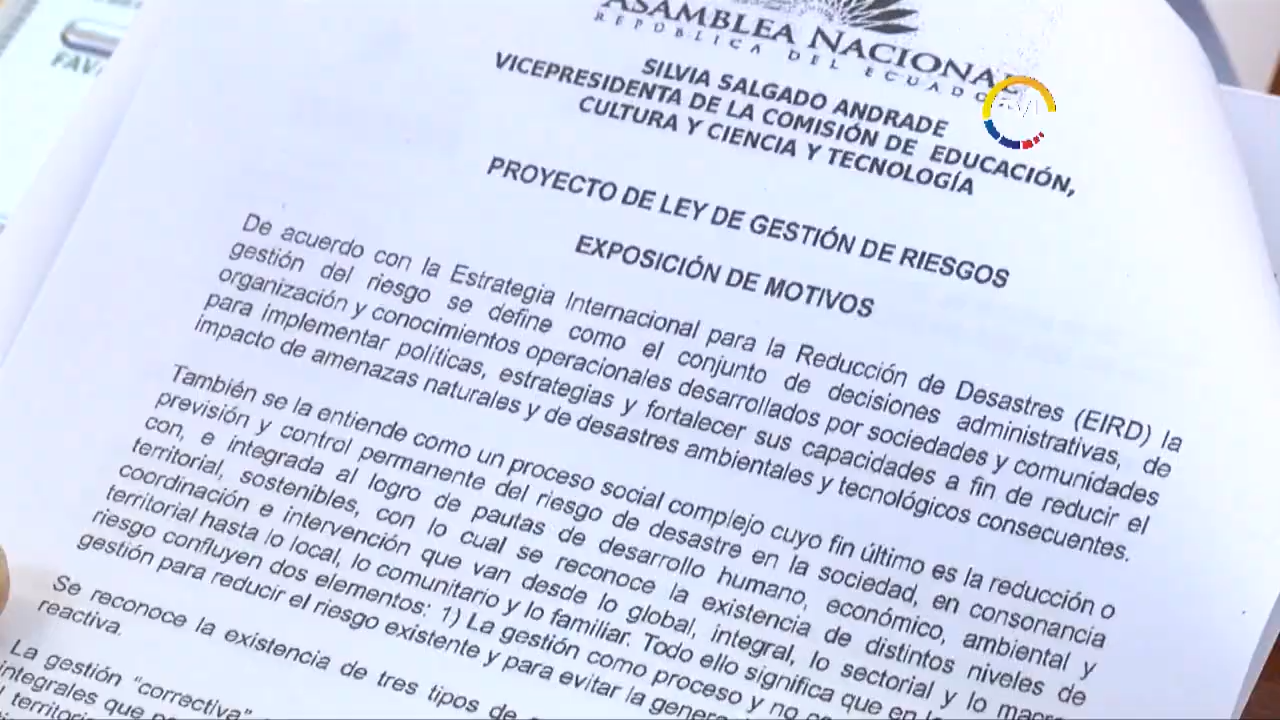 FAV
ASAMBLEA NACIONAL
REPÚBLICA DEL ECUADOR
SILVIA SALGADO ANDRADE
VICEPRESIDENTA DE LA COMISIÓN DE EDUCACIÓN,
CULTURA Y CIENCIA Y TECNOLOGÍA
PROYECTO DE LEY DE GESTIÓN DE RIESGOS
EXPOSICIÓN DE MOTIVOS
De acuerdo con la Estrategia Internacional para la Reducción de Desastres (EIRD) la
gestión del riesgo se define como el conjunto de decisiones administrativas, de
organización y conocimientos operacionales desarrollados por sociedades y comunidades
para implementar políticas, estrategias y fortalecer sus capacidades a fin de reducir el
impacto de amenazas naturales y de desastres ambientales y tecnológicos consecuentes.
También se la entiende como un proceso social complejo cuyo fin último es la reducción o
previsión y control permanente del riesgo de desastre en la sociedad, en consonancia
con, e integrada al logro de pautas de desarrollo humano, económico, ambiental y
territorial, sostenibles, con lo cual se reconoce la existencia de distintos niveles de
coordinación e intervención que van desde lo global, integral, lo sectorial y lo macro
territorial hasta lo local, lo comunitario y lo familiar. Todo ello significa que en
riesgo confluyen dos elementos: 1) La gestión como proceso y no
gestión para reducir el riesgo existente y para evitar la
Se reconoce la existencia de tres tipos de
reactiva.
La gestión "correctiva"
integrales que